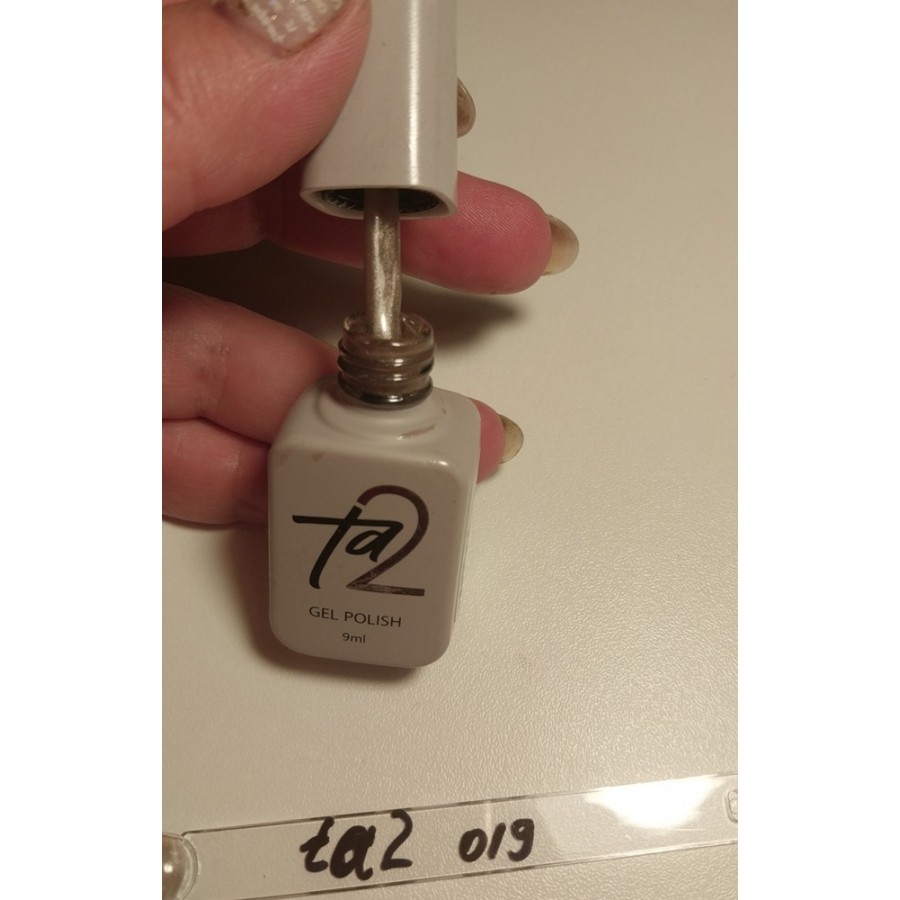 ta2
GEL POLISH
9ml
ta2 019